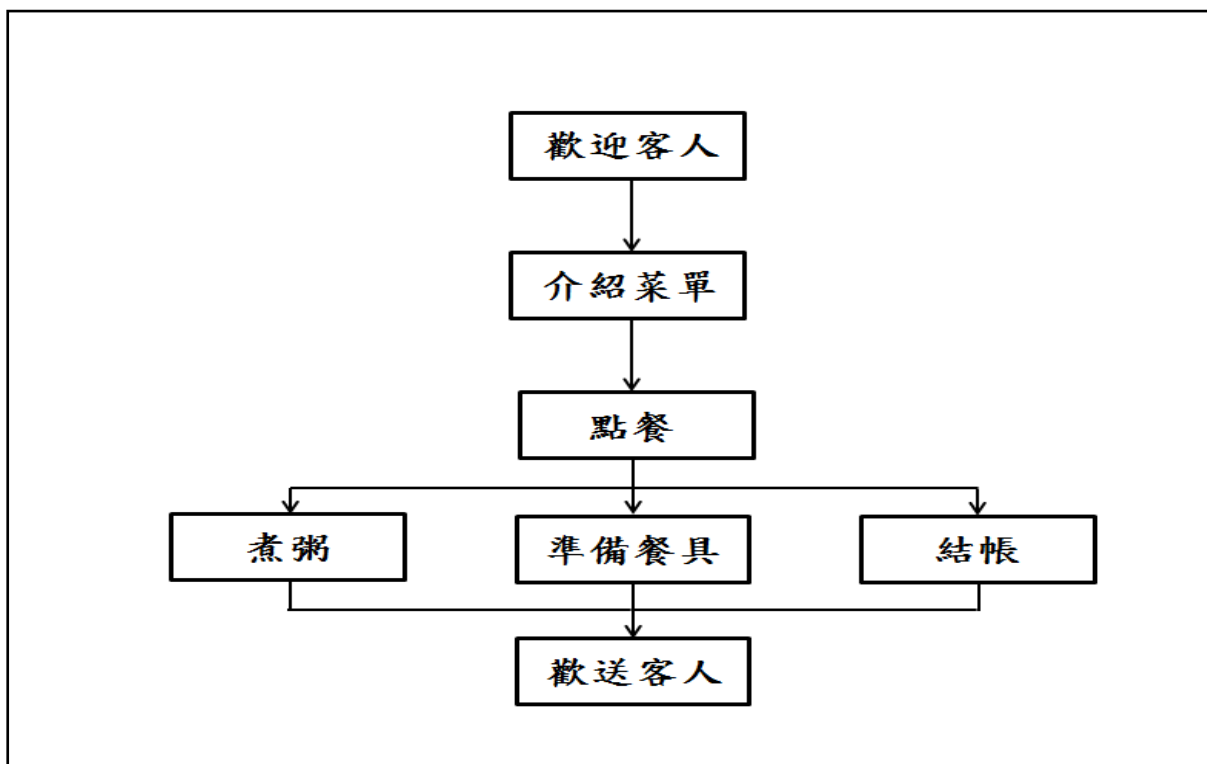 歡迎客人
介紹菜單
點餐
煮粥
準備餐具
結帳
歡送客人